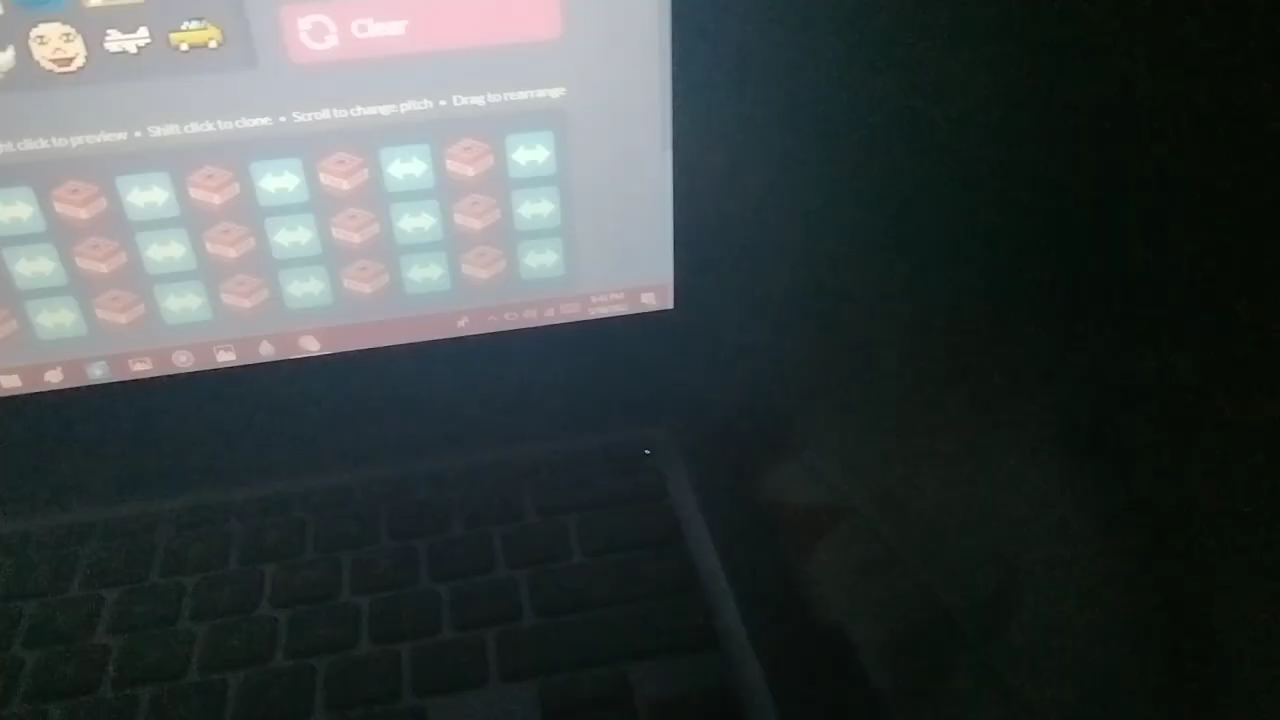 Clear
click to preview • Shift click to clone • Scroll to change pitch • Drag to rearrange